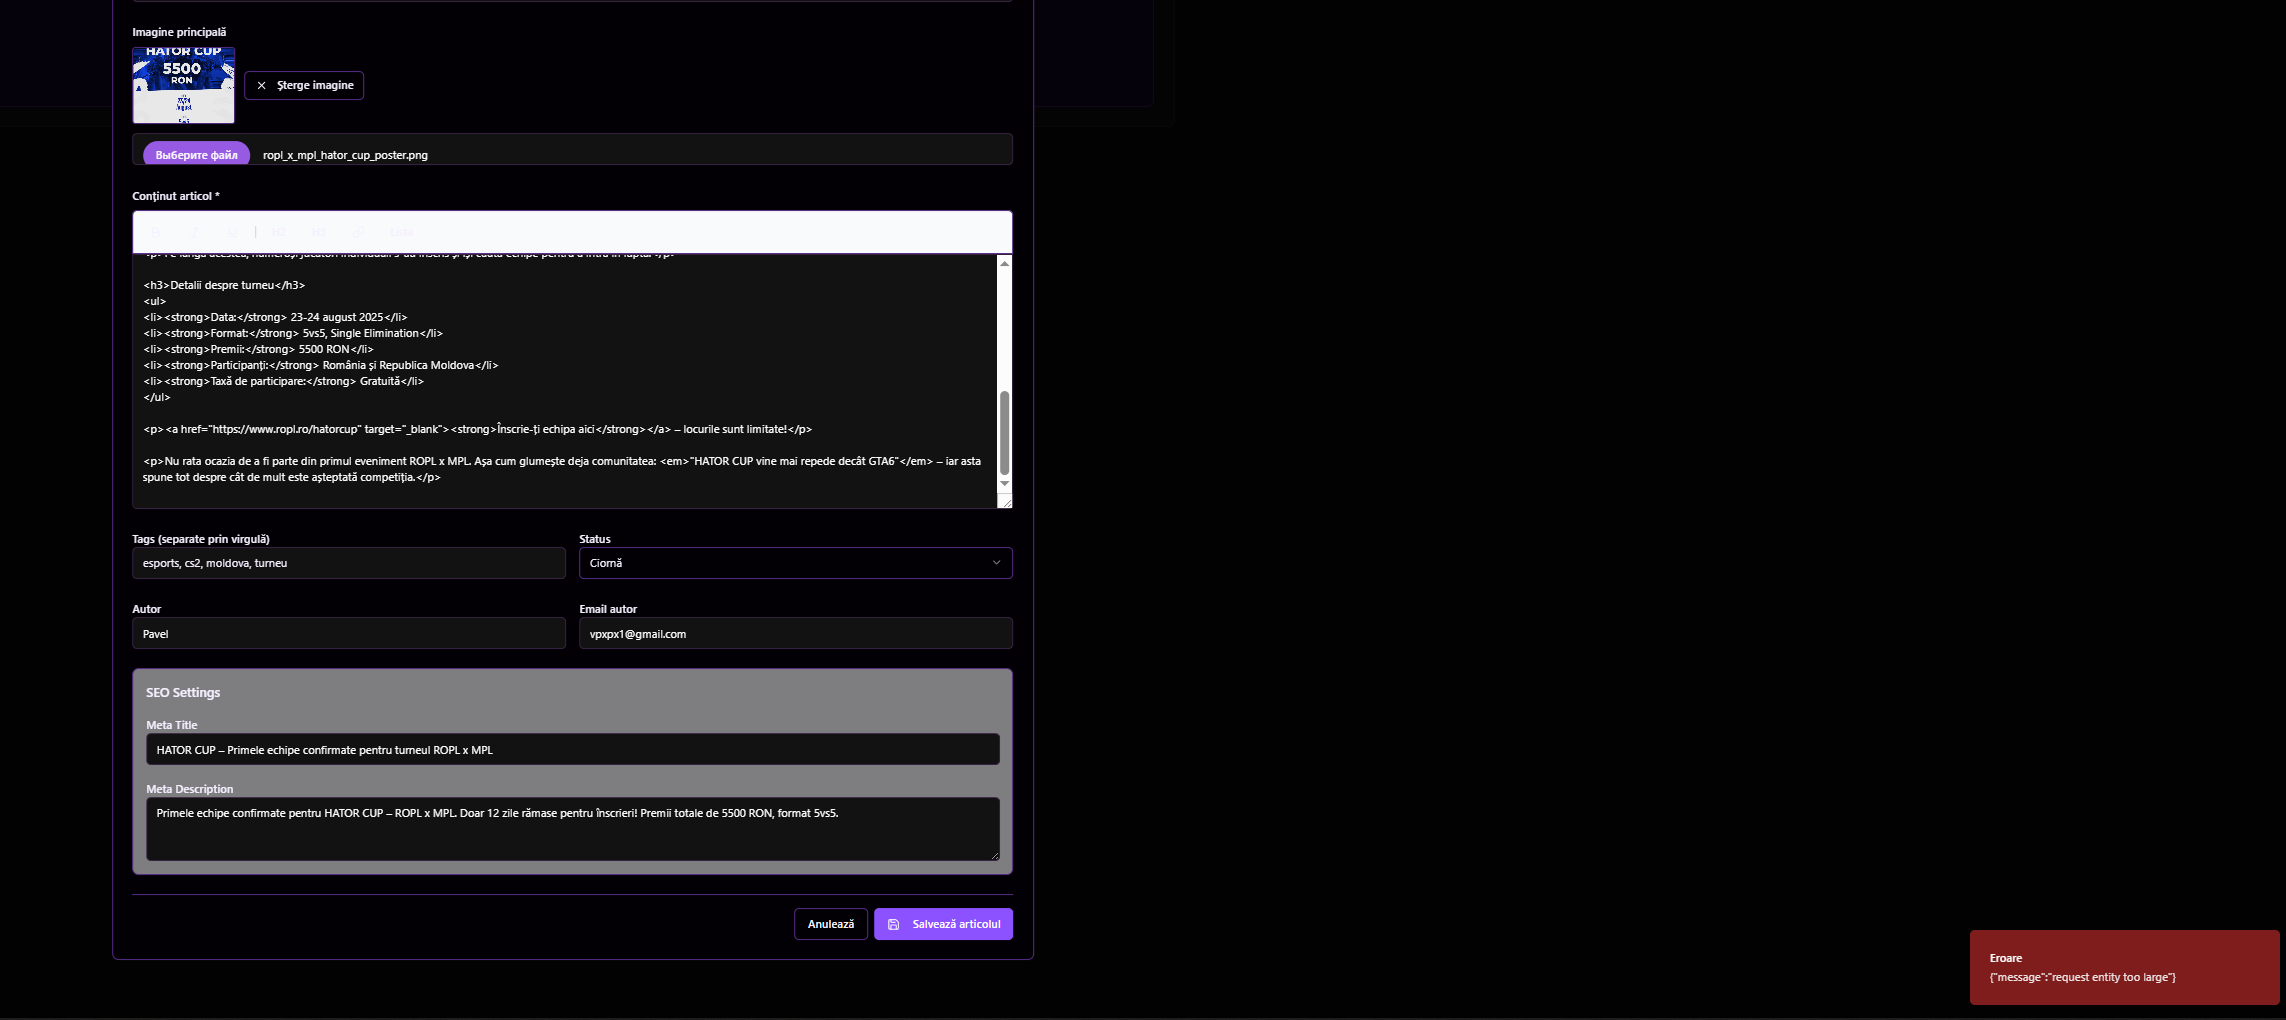 Imagine principală
HATOR CUP
5500
RON
August
Șterge imagine
Выберите файл
ropl_x_mpl_hator_cup_poster.png
Conținut articol *
<h3>Detalii despre turneu</h3>
<ul>
<li><strong>Data:</strong> 23-24 august 2025</li>
<li><strong>Format:</strong> 5vs5, Single Elimination</li>
<li><strong>Premii:</strong> 5500 RON</li>
<li><strong>Participanți:</strong> România și Republica Moldova</li>
<li><strong>Taxă de participare:</strong> Gratuită</li>
</ul>
<p><a href="https://www.ropl.ro/hatorcup" target="_blank"><strong>Înscrie-ți echipa aici</strong></a> – locurile sunt limitate!</p>
<p>Nu rata ocazia de a fi parte din primul eveniment ROPL x MPL. Așa cum glumește deja comunitatea: <em>"HATOR CUP vine mai repede decât GTA6"</em> – iar asta
spune tot despre cât de mult este așteptată competiția.</p>
Tags (separate prin virgulă)
Status
esports, cs2, moldova, turneu
Ciornă
Autor
Email autor
Pavel
vpxpx1@gmail.com
SEO Settings
Meta Title
HATOR CUP – Primele echipe confirmate pentru turneul ROPL x MPL
Meta Description
Primele echipe confirmate pentru HATOR CUP – ROPL x MPL. Doar 12 zile rămase pentru înscrieri! Premii totale de 5500 RON, format 5vs5.
Anulează
Salvează articolul
Eroare
{"message":"request entity too large"}